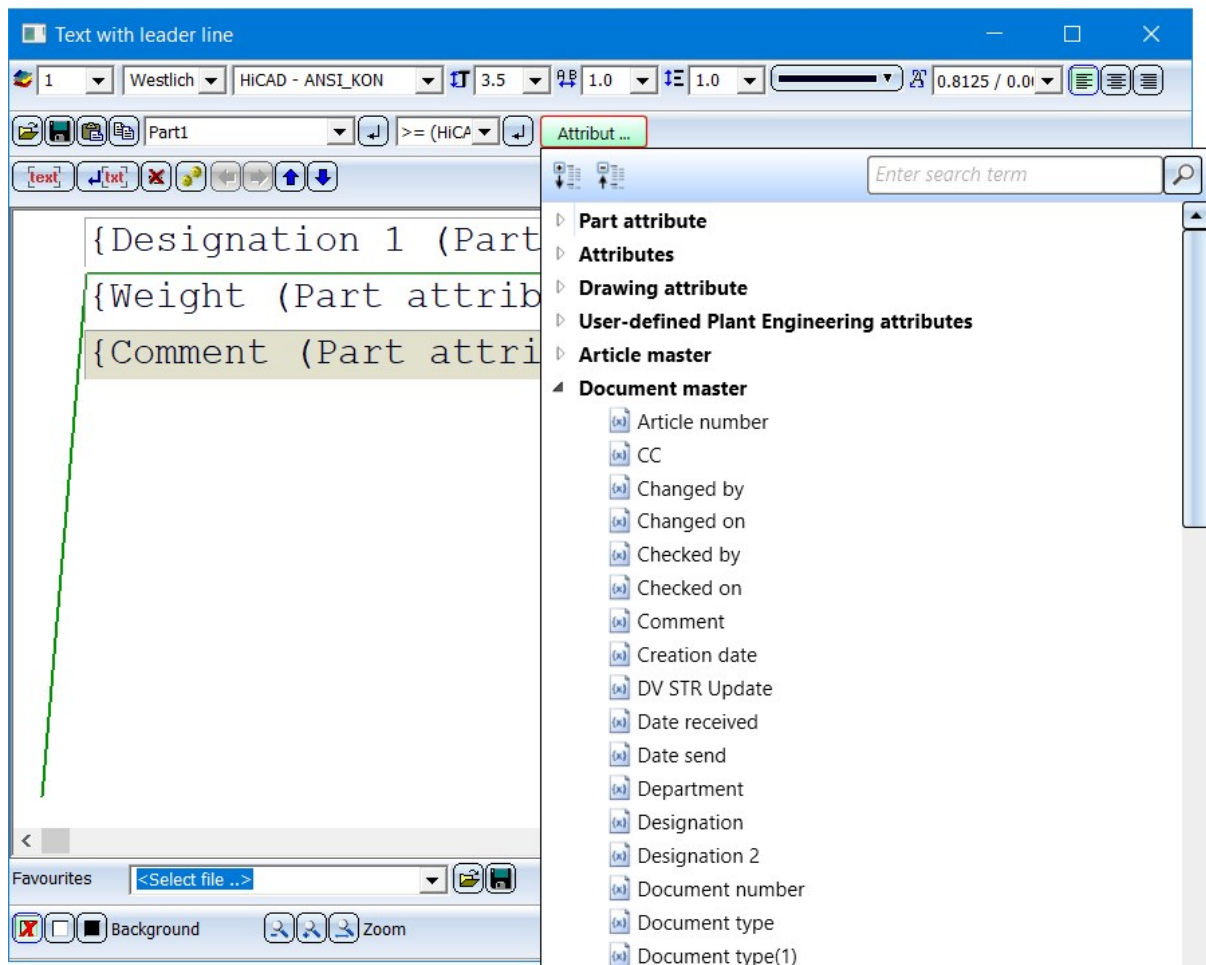 Text with leader line
1 Westlich HiCAD - ANSI_KON 3.5 1.0 1.0 0.8125 / 0.0
Part1 >= (HiCA Attribut ...
[text] [txt]
Enter search term
Part attribute
Attributes
Drawing attribute
User-defined Plant Engineering attributes
Article master
Document master
Article number
CC
Changed by
Changed on
Checked by
Checked on
Comment
Creation date
DV STR Update
Date received
Date send
Department
Designation
Designation 2
Document number
Document type
Document type(1)
{Designation 1 (Part
{Weight (Part attrib
{Comment (Part attri
Favourites <Select file ..>
Background Zoom